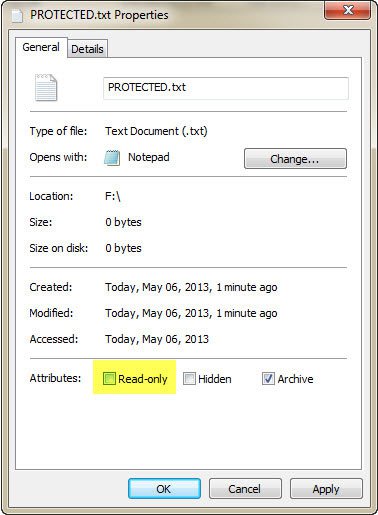 PROTECTED.txt Properties
General Details
PROTECTED.txt
Type of file: Text Document (.txt)
Opens with: Notepad Change...
Location: F:\
Size: 0 bytes
Size on disk: 0 bytes
Created: Today, May 06, 2013, 1 minute ago
Modified: Today, May 06, 2013, 1 minute ago
Accessed: Today, May 06, 2013
Attributes: Read-only Hidden Archive
OK Cancel Apply